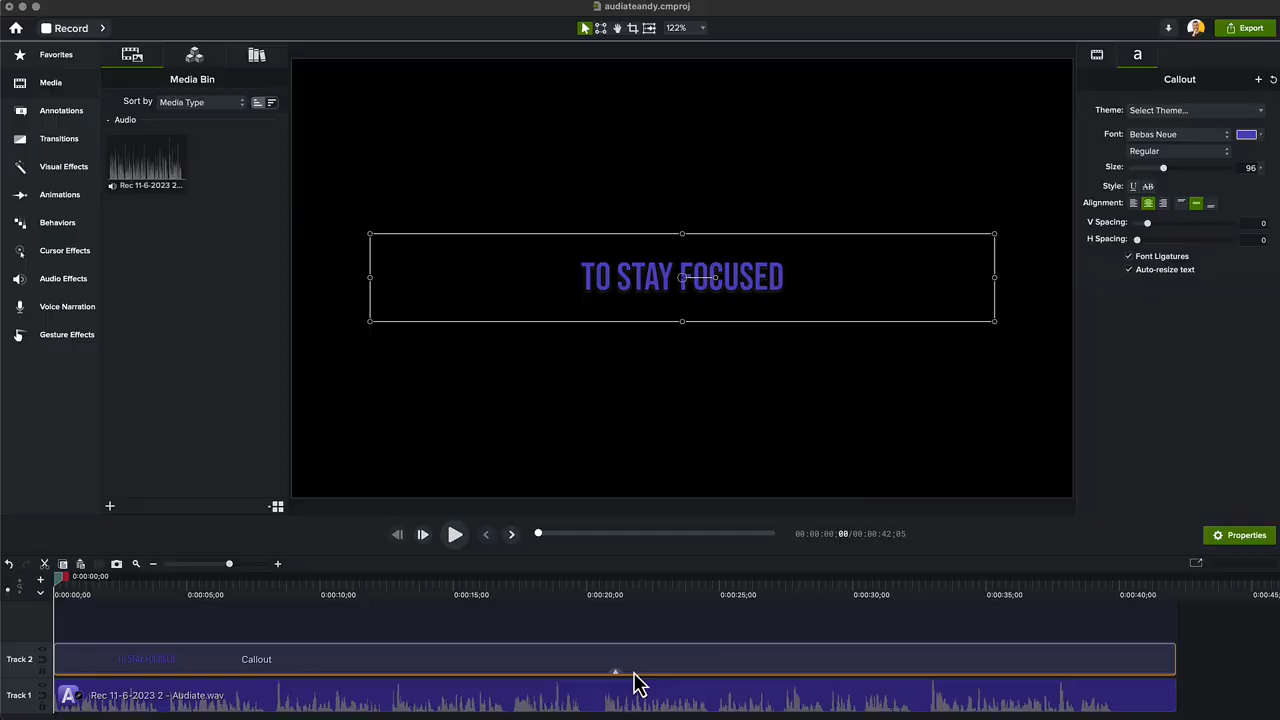 audiateandy.cmproj
Record
122%
Export
Favorites
Media
Annotations
Transitions
Visual Effects
Animations
Behaviors
Cursor Effects
Audio Effects
Voice Narration
Gesture Effects
Media Bin
Sort by Media Type
Audio
Rec 11-6-2023 2...
TO STAY FOCUSED
a
Callout
Theme: Select Theme...
Font: Bebas Neue
Regular
Size: 96
Style: U AB
Alignment:
V Spacing: 0
H Spacing: 0
Font Ligatures
Auto-resize text
00:00:00;00/00:00:42;05
Properties
0:00:00;00
0:00:00;00 0:00:05;00 0:00:10;00 0:00:15;00 0:00:20;00 0:00:25;00 0:00:30;00 0:00:35;00 0:00:40;00 0:00:45;
Track 2 TO STAY FOCUSED Callout
Track 1 A Rec 11-6-2023 2 - Audiate.wav